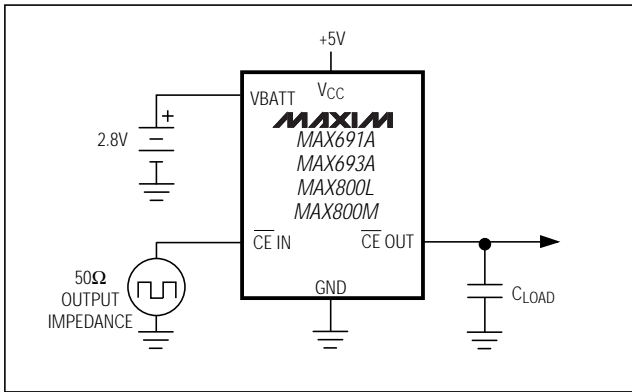 +5V
VCC
VBATT
+
2.8V
MAXIM
MAX691A
MAX693A
MAX800L
MAX800M
CE IN
CE OUT
50Ω
OUTPUT
IMPEDANCE
GND
CLOAD